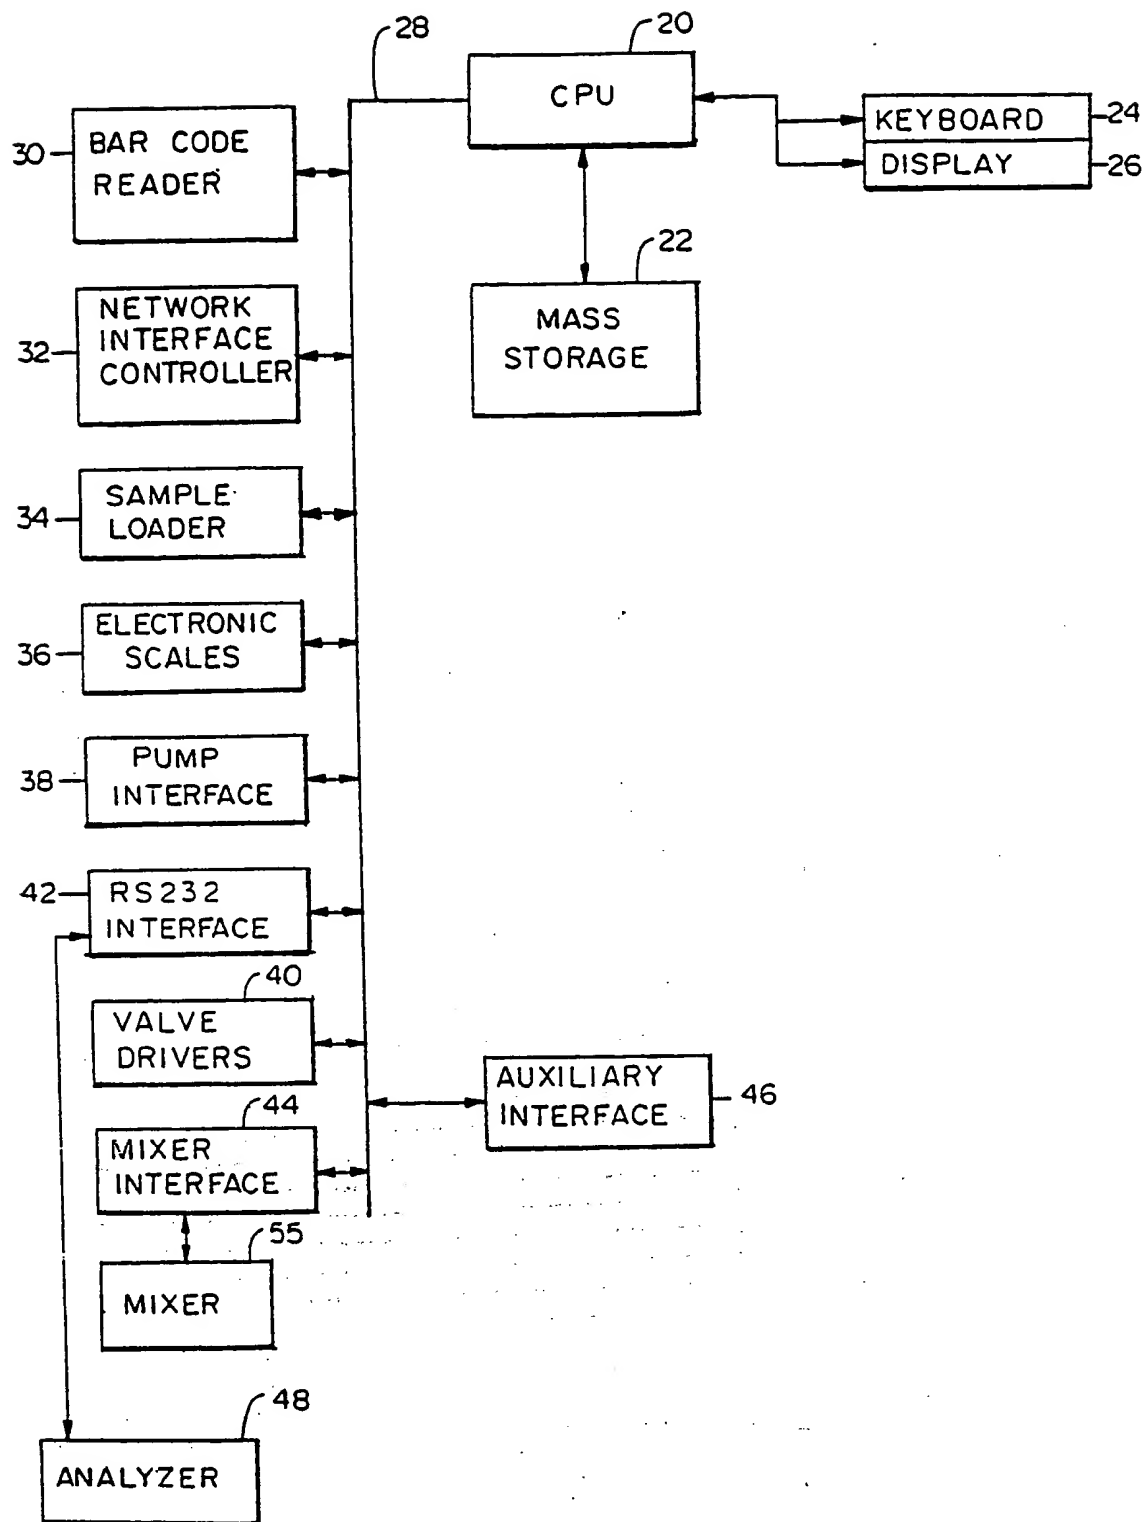 28
20
CPU
KEYBOARD
24
DISPLAY
26
30
BAR CODE
READER
22
MASS
STORAGE
32
NETWORK
INTERFACE
CONTROLLER
34
SAMPLE
LOADER
36
ELECTRONIC
SCALES
38
PUMP
INTERFACE
42
RS232
INTERFACE
40
VALVE
DRIVERS
AUXILIARY
INTERFACE
46
44
MIXER
INTERFACE
55
MIXER
48
ANALYZER